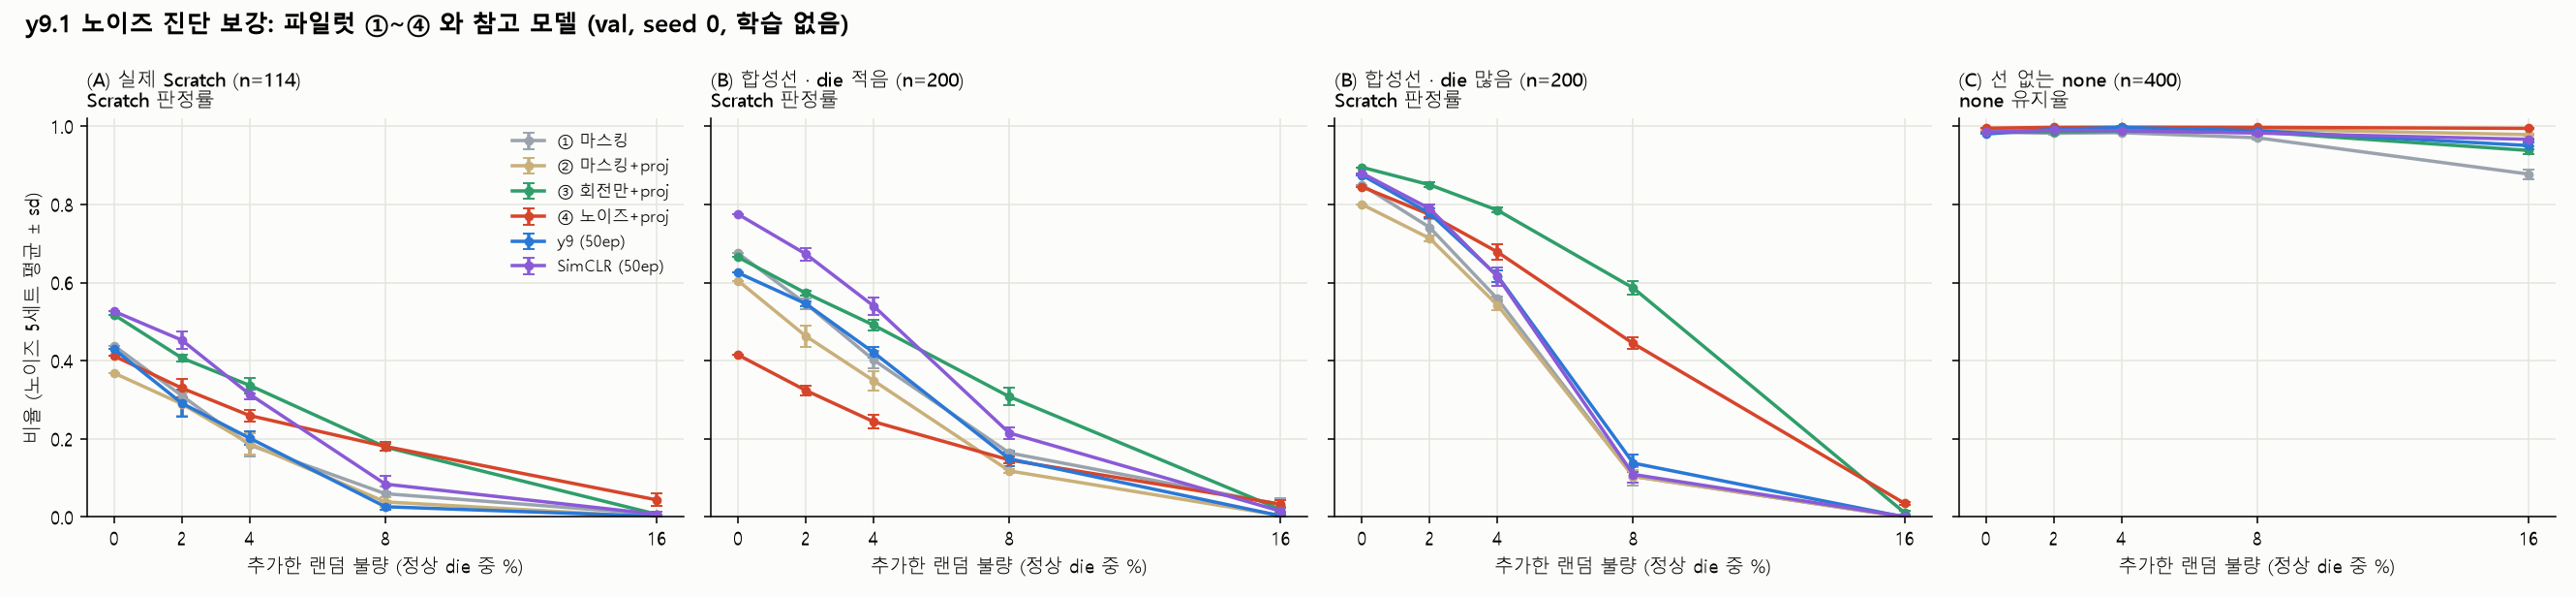 y9.1 노이즈 진단 보강: 파일럿 ①~④ 와 참고 모델 (val, seed 0, 학습 없음)
(A) 실제 Scratch (n=114)
Scratch 판정률
(B) 합성선 · die 적음 (n=200)
Scratch 판정률
(B) 합성선 · die 많음 (n=200)
Scratch 판정률
(C) 선 없는 none (n=400)
none 유지율
비율 (노이즈 5세트 평균 ± sd)
1.0
0.8
0.6
0.4
0.2
0.0
① 마스킹
② 마스킹+proj
③ 회전만+proj
④ 노이즈+proj
y9 (50ep)
SimCLR (50ep)
0 2 4 8 16
0 2 4 8 16
0 2 4 8 16
0 2 4 8 16
추가한 랜덤 불량 (정상 die 중 %)
추가한 랜덤 불량 (정상 die 중 %)
추가한 랜덤 불량 (정상 die 중 %)
추가한 랜덤 불량 (정상 die 중 %)